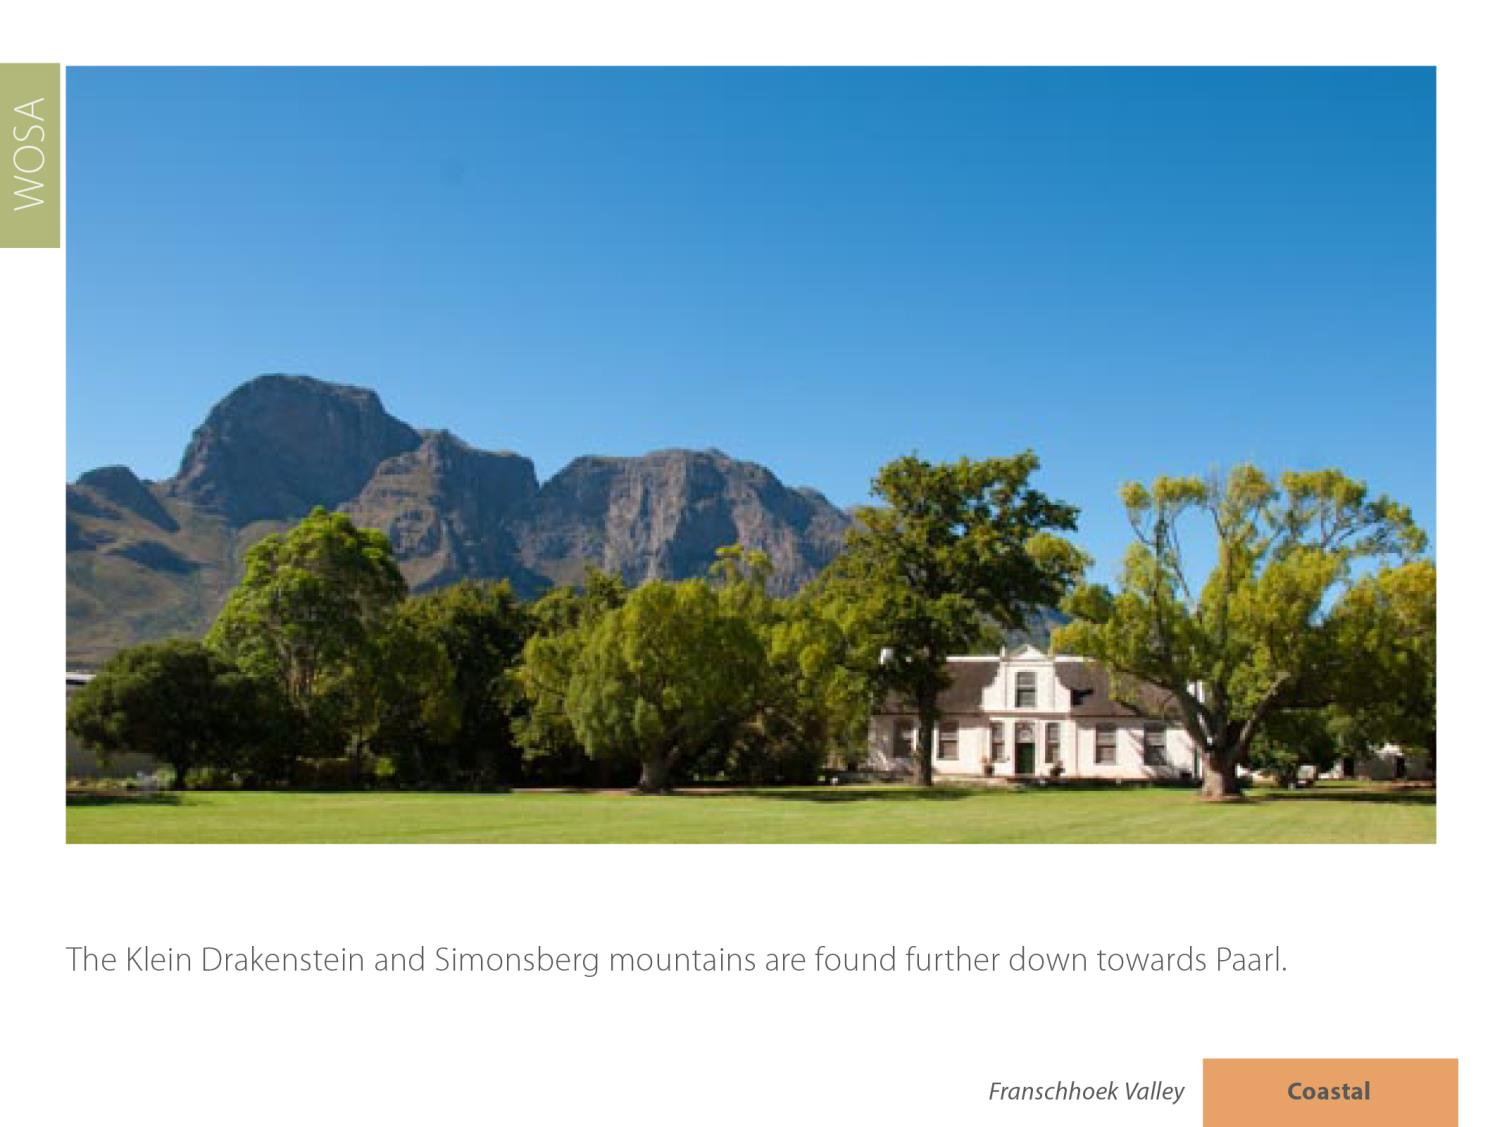 WOSA
The Klein Drakenstein and Simonsberg mountains are found further down towards Paarl.
Franschhoek Valley
Coastal